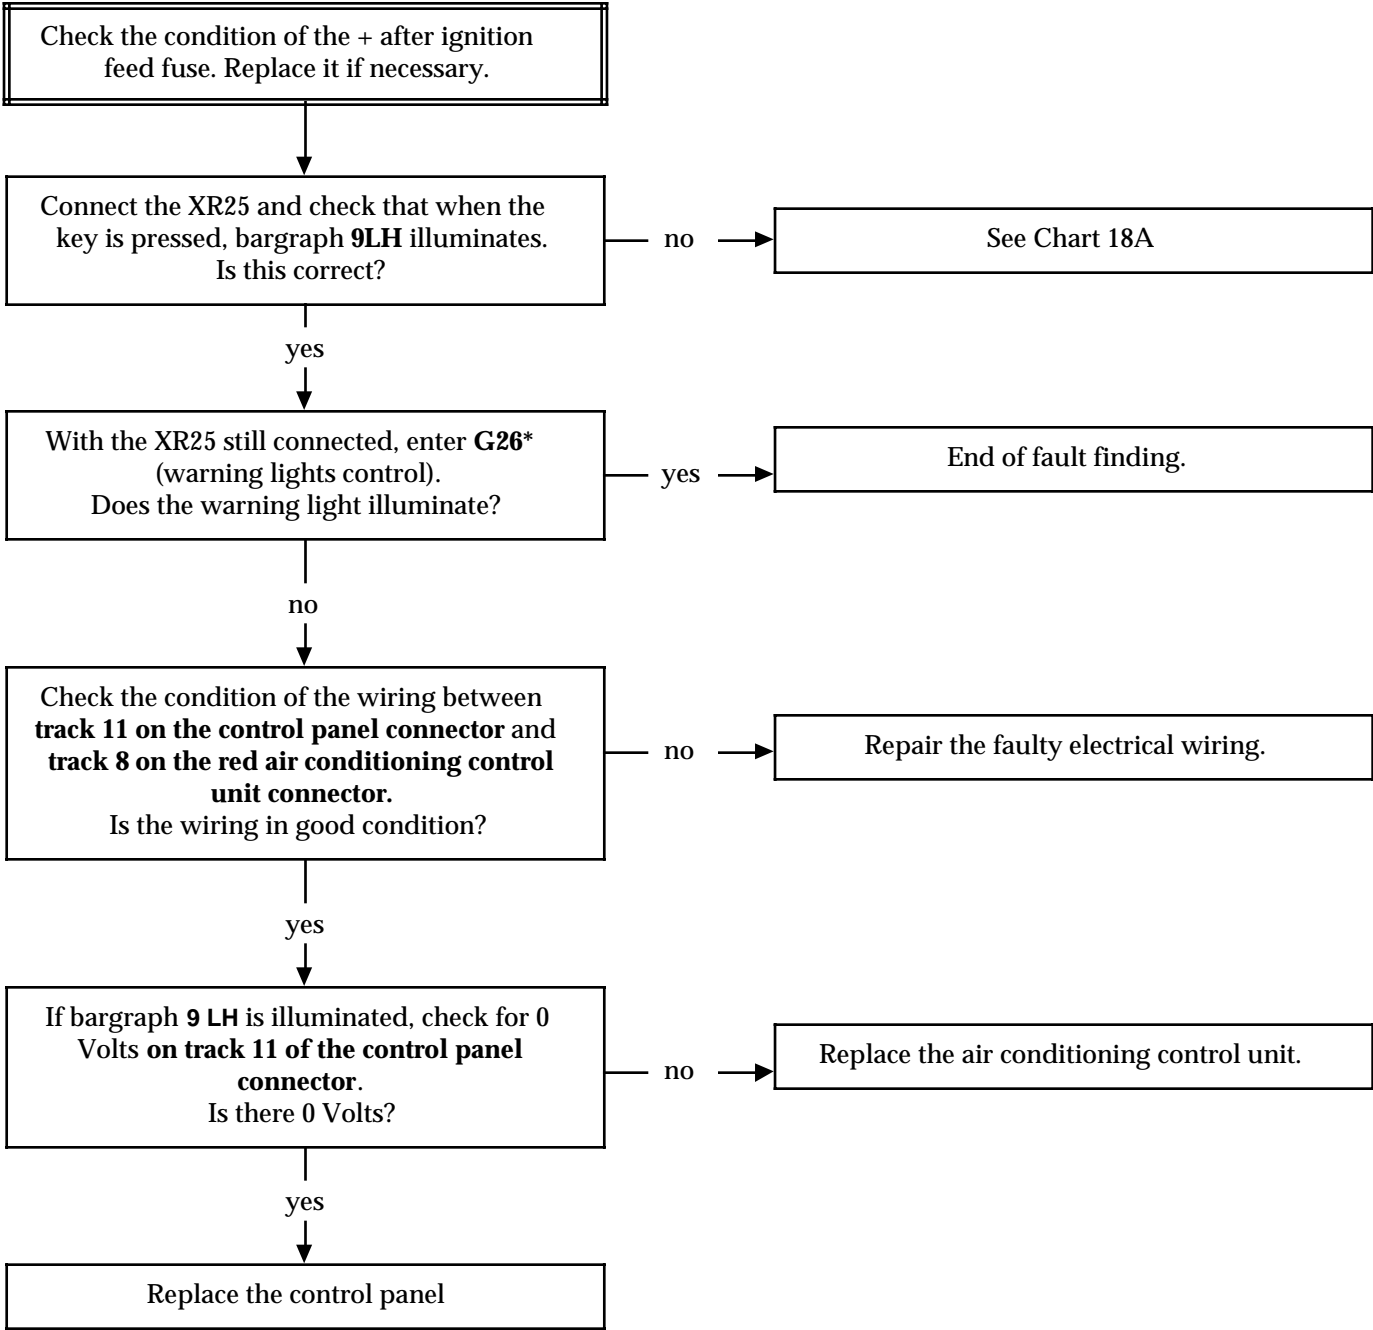 Check the condition of the + after ignition
feed fuse. Replace it if necessary.
Connect the XR25 and check that when the
key is pressed, bargraph 9LH illuminates.
Is this correct?
no
See Chart 18A
yes
With the XR25 still connected, enter G26*
(warning lights control).
Does the warning light illuminate?
yes
End of fault finding.
no
Check the condition of the wiring between
track 11 on the control panel connector and
track 8 on the red air conditioning control
unit connector.
Is the wiring in good condition?
no
Repair the faulty electrical wiring.
yes
If bargraph 9 LH is illuminated, check for 0
Volts on track 11 of the control panel
connector.
Is there 0 Volts?
no
Replace the air conditioning control unit.
yes
Replace the control panel